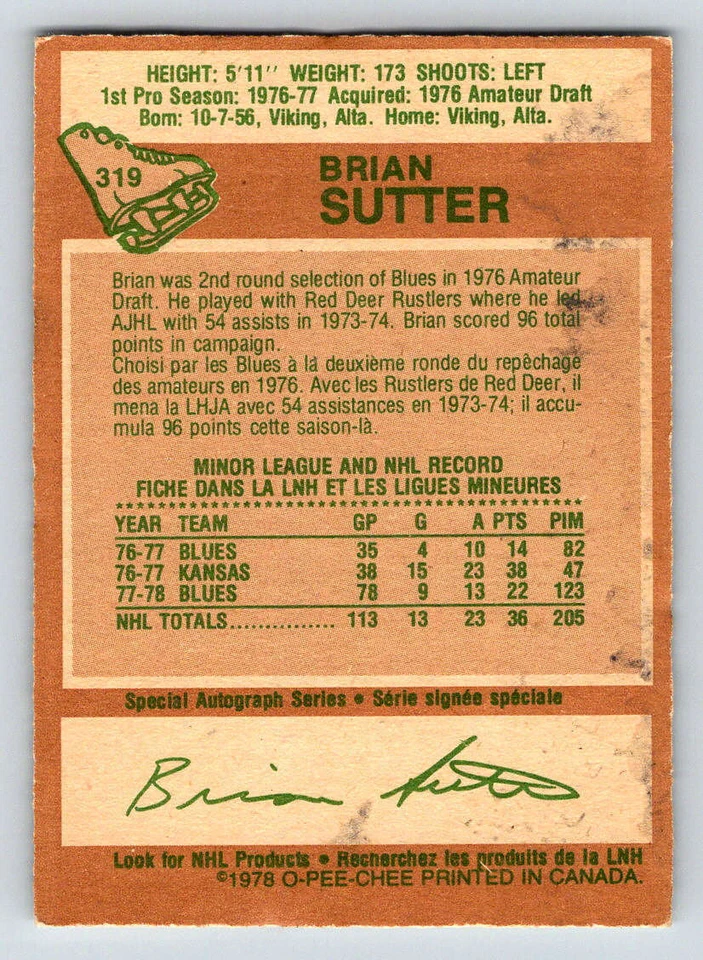 HEIGHT: 5'11'' WEIGHT: 173 SHOOTS: LEFT
1st Pro Season: 1976-77 Acquired: 1976 Amateur Draft
Born: 10-7-56, Viking, Alta. Home: Viking, Alta.
319
BRIAN
SUTTER
Brian was 2nd round selection of Blues in 1976 Amateur
Draft. He played with Red Deer Rustlers where he led
AJHL with 54 assists in 1973-74. Brian scored 96 total
points in campaign.
Choisi par les Blues à la deuxième ronde du repêchage
des amateurs en 1976. Avec les Rustlers de Red Deer, il
mena la LHJA avec 54 assistances en 1973-74; il accu-
mula 96 points cette saison-là.
MINOR LEAGUE AND NHL RECORD
FICHE DANS LA LNH ET LES LIGUES MINEURES
YEAR TEAM GP G A PTS PIM
76-77 BLUES 35 4 10 14 82
76-77 KANSAS 38 15 23 38 47
77-78 BLUES 78 9 13 22 123
NHL TOTALS............... 113 13 23 36 205
Special Autograph Series • Série signée spéciale
Brian Sutter
Look for NHL Products • Recherchez les produits de la LNH
©1978 O-PEE-CHEE PRINTED IN CANADA.